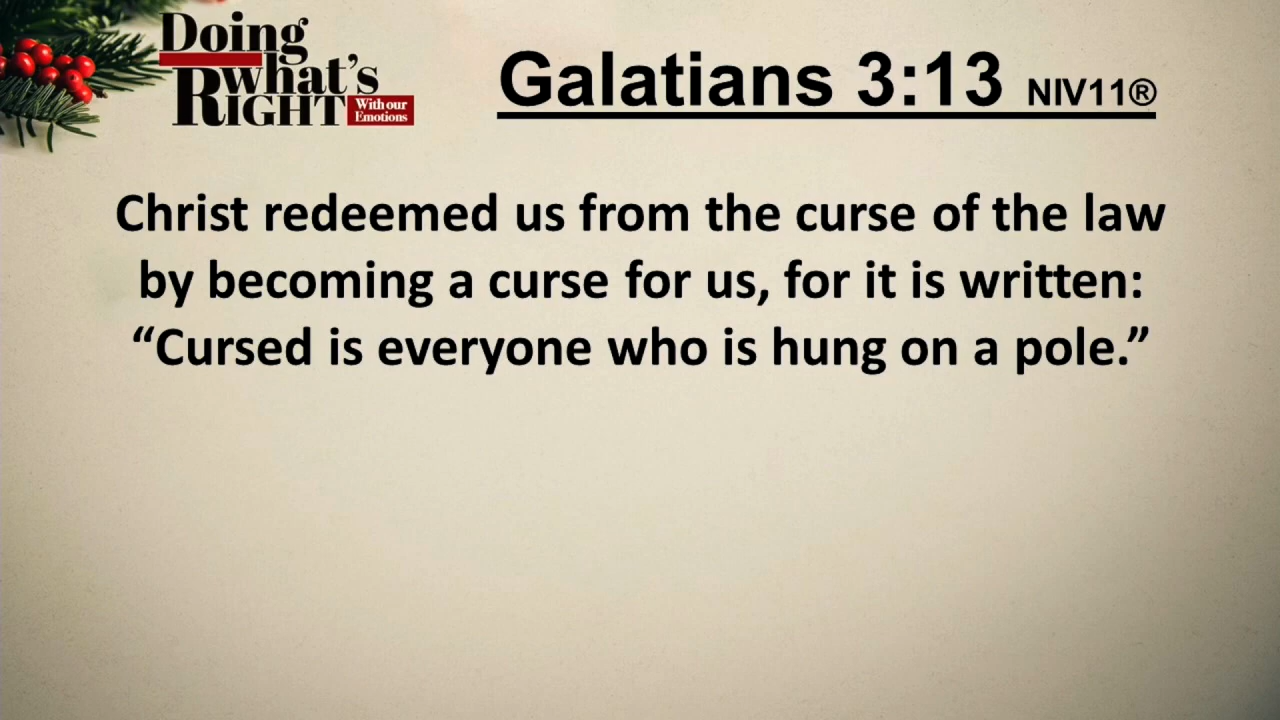 Doing
what's
RIGHT
With our
Emotions
Galatians 3:13 NIV11®
Christ redeemed us from the curse of the law
by becoming a curse for us, for it is written:
“Cursed is everyone who is hung on a pole.”